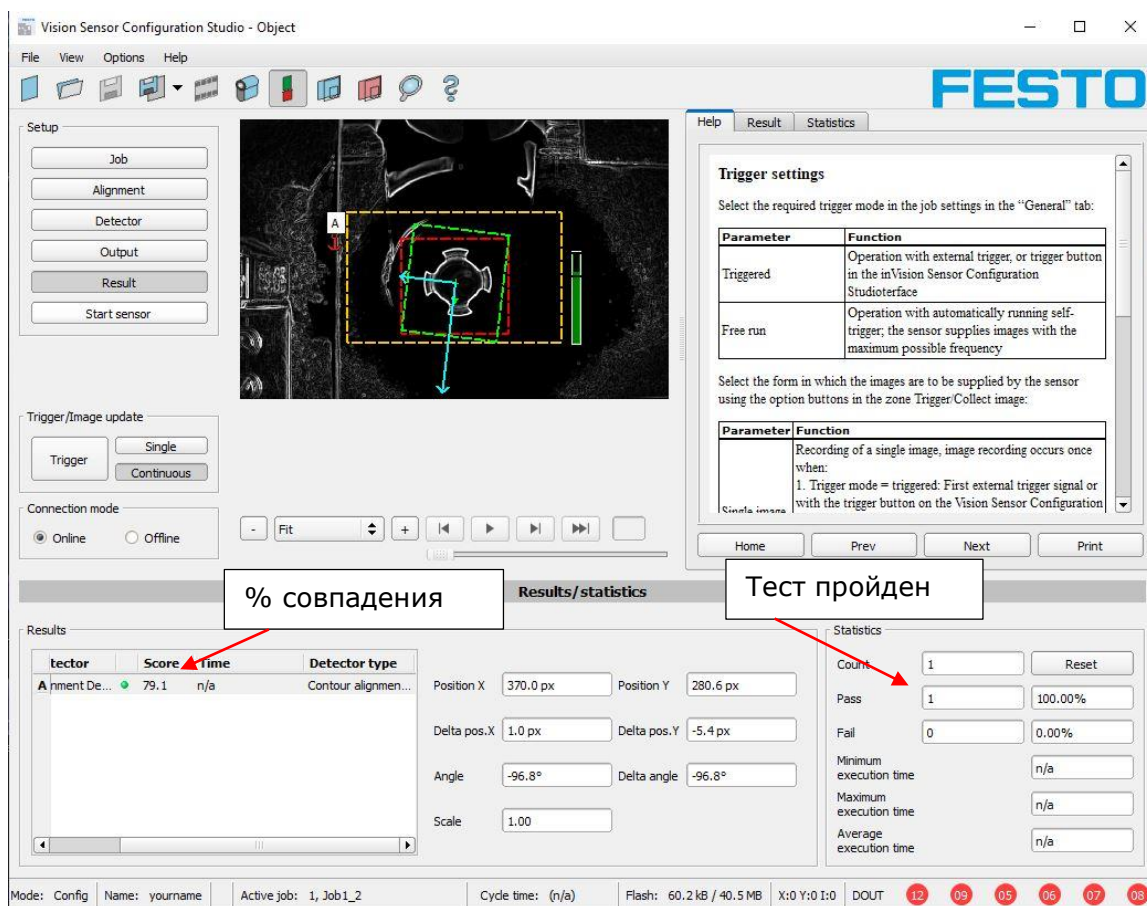 FESTO
Vision Sensor Configuration Studio - Object
File View Options Help
FESTO
Setup
Job
Alignment
Detector
Output
Result
Start sensor
A
Help Result Statistics
Trigger settings
Select the required trigger mode in the job settings in the “General” tab:
Parameter Function
Triggered
Operation with external trigger, or trigger button
in the inVision Sensor Configuration
Studioterface
Free run
Operation with automatically running self-
trigger; the sensor supplies images with the
maximum possible frequency
Select the form in which the images are to be supplied by the sensor
using the option buttons in the zone Trigger/Collect image:
Parameter Function
Recording of a single image, image recording occurs once
when:
1. Trigger mode = triggered: First external trigger signal or
Single image with the trigger button on the Vision Sensor Configuration
Home Prev Next Print
Trigger/Image update
Trigger
Single
Continuous
Connection mode
Online Offline
- Fit +
% совпадения
Results/statistics
Тест пройден
Results
tector Score Time Detector type
A nment De... 79.1 n/a Contour alignmen...
Position X 370.0 px Position Y 280.6 px
Delta pos.X 1.0 px Delta pos.Y -5.4 px
Angle -96.8° Delta angle -96.8°
Scale 1.00
Statistics
Count 1 Reset
Pass 1 100.00%
Fail 0 0.00%
Minimum
execution time n/a
Maximum
execution time n/a
Average
execution time n/a
Mode: Config Name: yourname Active job: 1, Job1_2 Cycle time: (n/a) Flash: 60.2 kB / 40.5 MB X:0 Y:0 I:0 DOUT 12 09 05 06 07 08